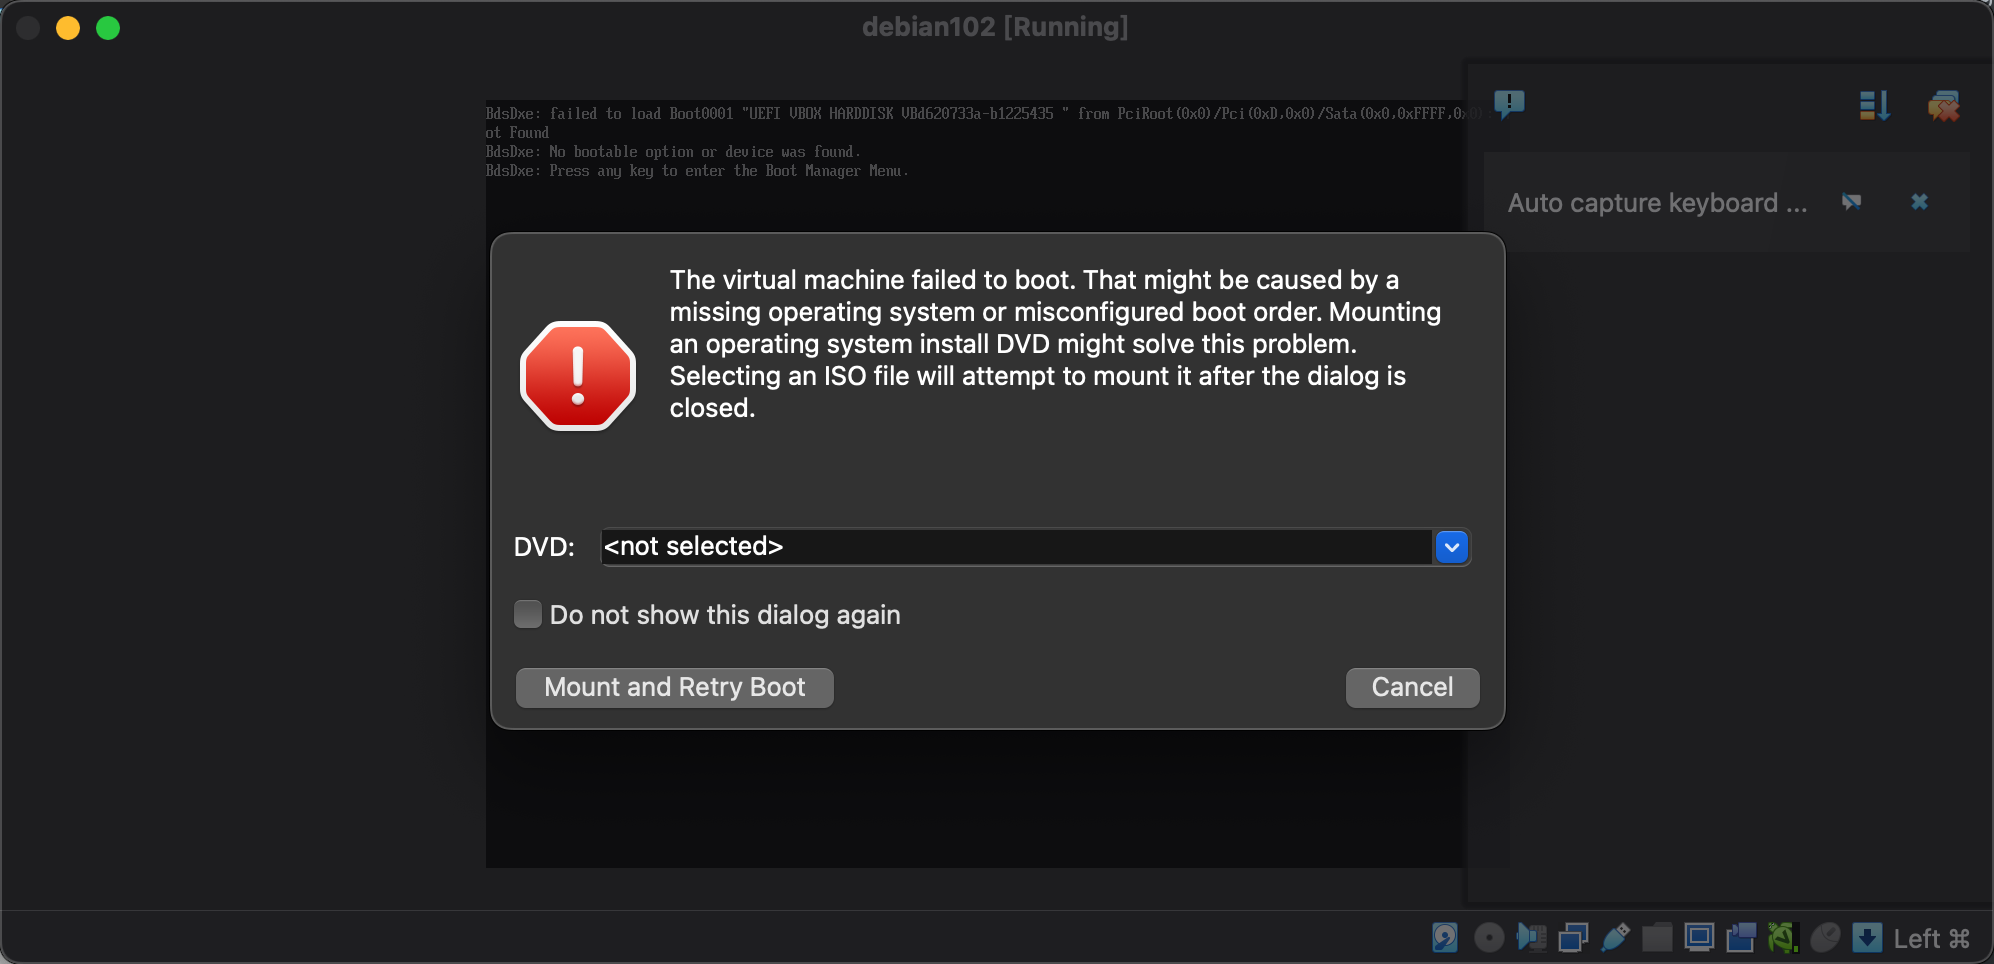 debian102 [Running]
BdsDxe: failed to load Boot0001 "UEFI VBOX HARDDISK VBd620733a-b1225435 " from PciRoot(0x0)/Pci(0xD,0x0)/Sata(0x0,0xFFFF,0x0)
ot Found
BdsDxe: No bootable option or device was found.
BdsDxe: Press any key to enter the Boot Manager Menu.
Auto capture keyboard ...
The virtual machine failed to boot. That might be caused by a
missing operating system or misconfigured boot order. Mounting
an operating system install DVD might solve this problem.
Selecting an ISO file will attempt to mount it after the dialog is
closed.
DVD: <not selected>
Do not show this dialog again
Mount and Retry Boot
Cancel
Left ⌘